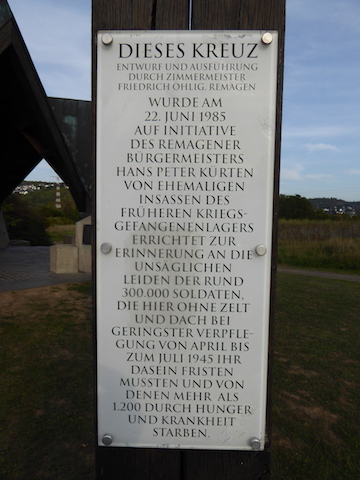 DIESES KREUZ
ENTWURF UND AUSFÜHRUNG
DURCH ZIMMERMEISTER
FRIEDRICH ÖHLIG, REMAGEN
WURDE AM
22. JUNI 1985
AUF INITIATIVE
DES REMAGENER
BÜRGERMEISTERS
HANS PETER KÜRTEN
VON EHEMALIGEN
INSASSEN DES
FRÜHEREN KRIEGS-
GEFANGENENLAGERS
ERRICHTET ZUR
ERINNERUNG AN DIE
UNSÄGLICHEN
LEIDEN DER RUND
300.000 SOLDATEN,
DIE HIER OHNE ZELT
UND DACH BEI
GERINGSTER VERPFLE-
GUNG VON APRIL BIS
ZUM JULI 1945 IHR
DASEIN FRISTEN
MUSSTEN UND VON
DENEN MEHR ALS
1.200 DURCH HUNGER
UND KRANKHEIT
STARBEN.